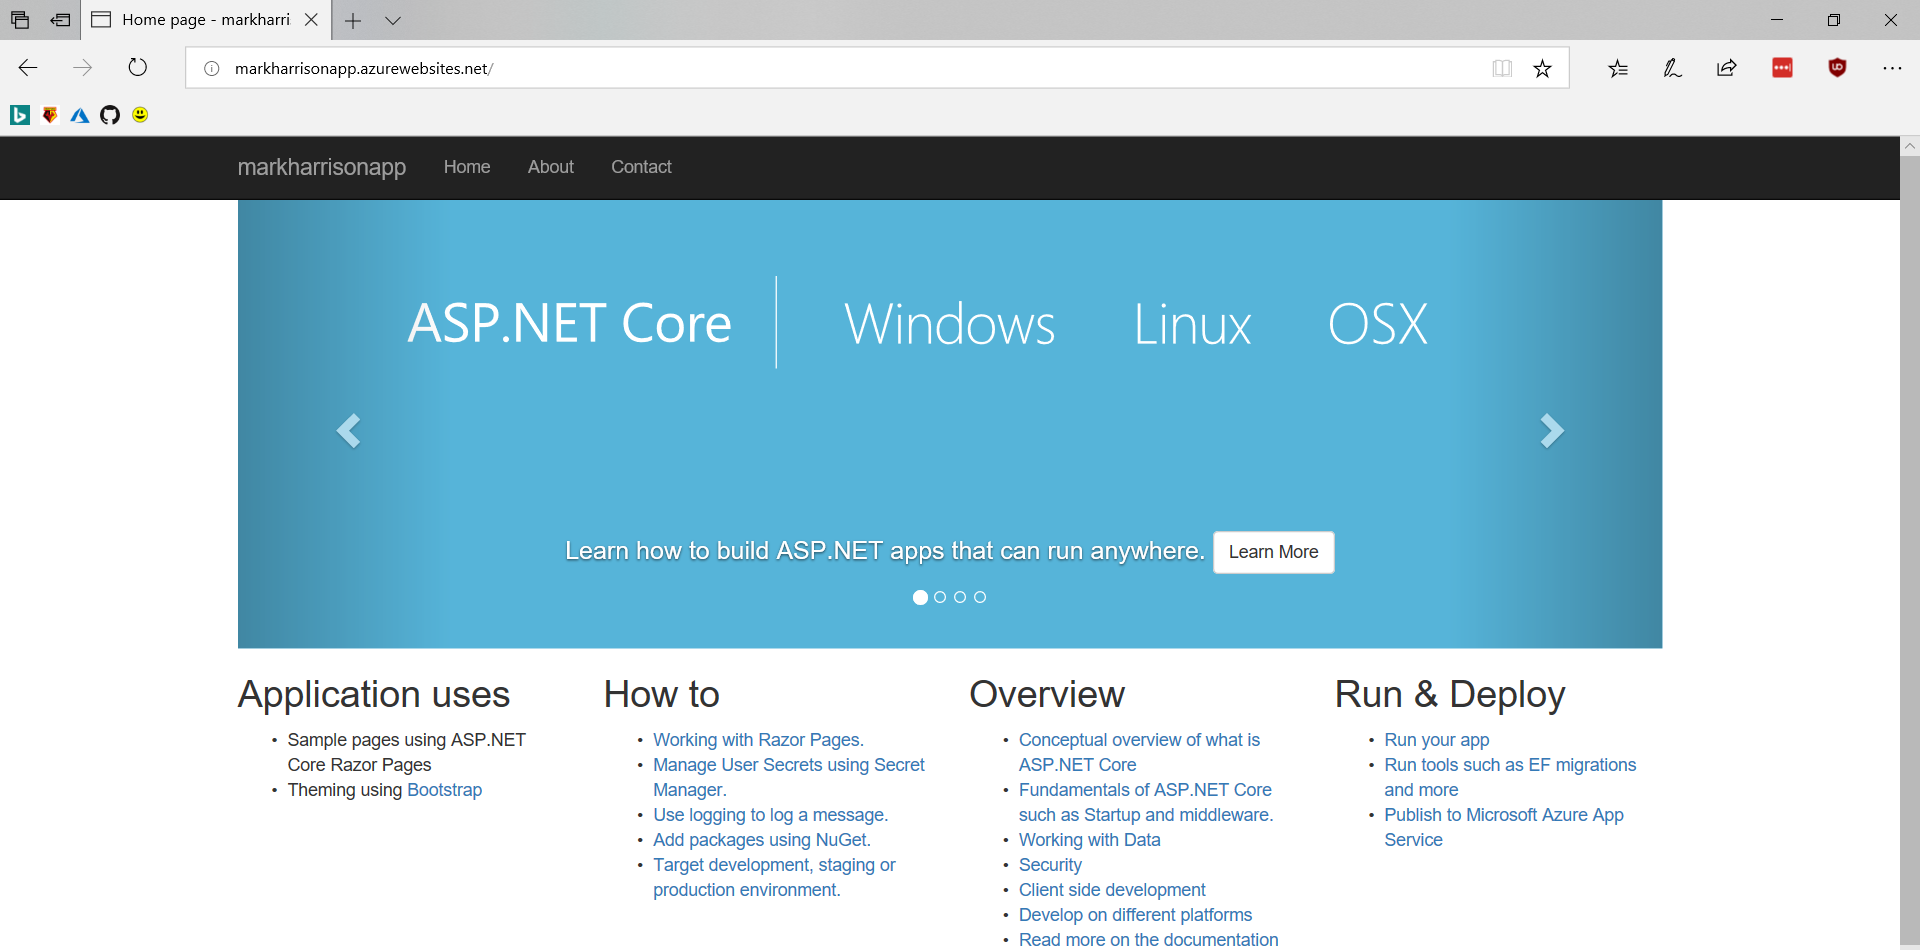 Home page - markharri
markharrisonapp.azurewebsites.net/
markharrisonapp Home About Contact
ASP.NET Core Windows Linux OSX
Learn how to build ASP.NET apps that can run anywhere. Learn More
Application uses
Sample pages using ASP.NET
Core Razor Pages
Theming using Bootstrap
How to
Working with Razor Pages.
Manage User Secrets using Secret
Manager.
Use logging to log a message.
Add packages using NuGet.
Target development, staging or
production environment.
Overview
Conceptual overview of what is
ASP.NET Core
Fundamentals of ASP.NET Core
such as Startup and middleware.
Working with Data
Security
Client side development
Develop on different platforms
Read more on the documentation
Run & Deploy
Run your app
Run tools such as EF migrations
and more
Publish to Microsoft Azure App
Service